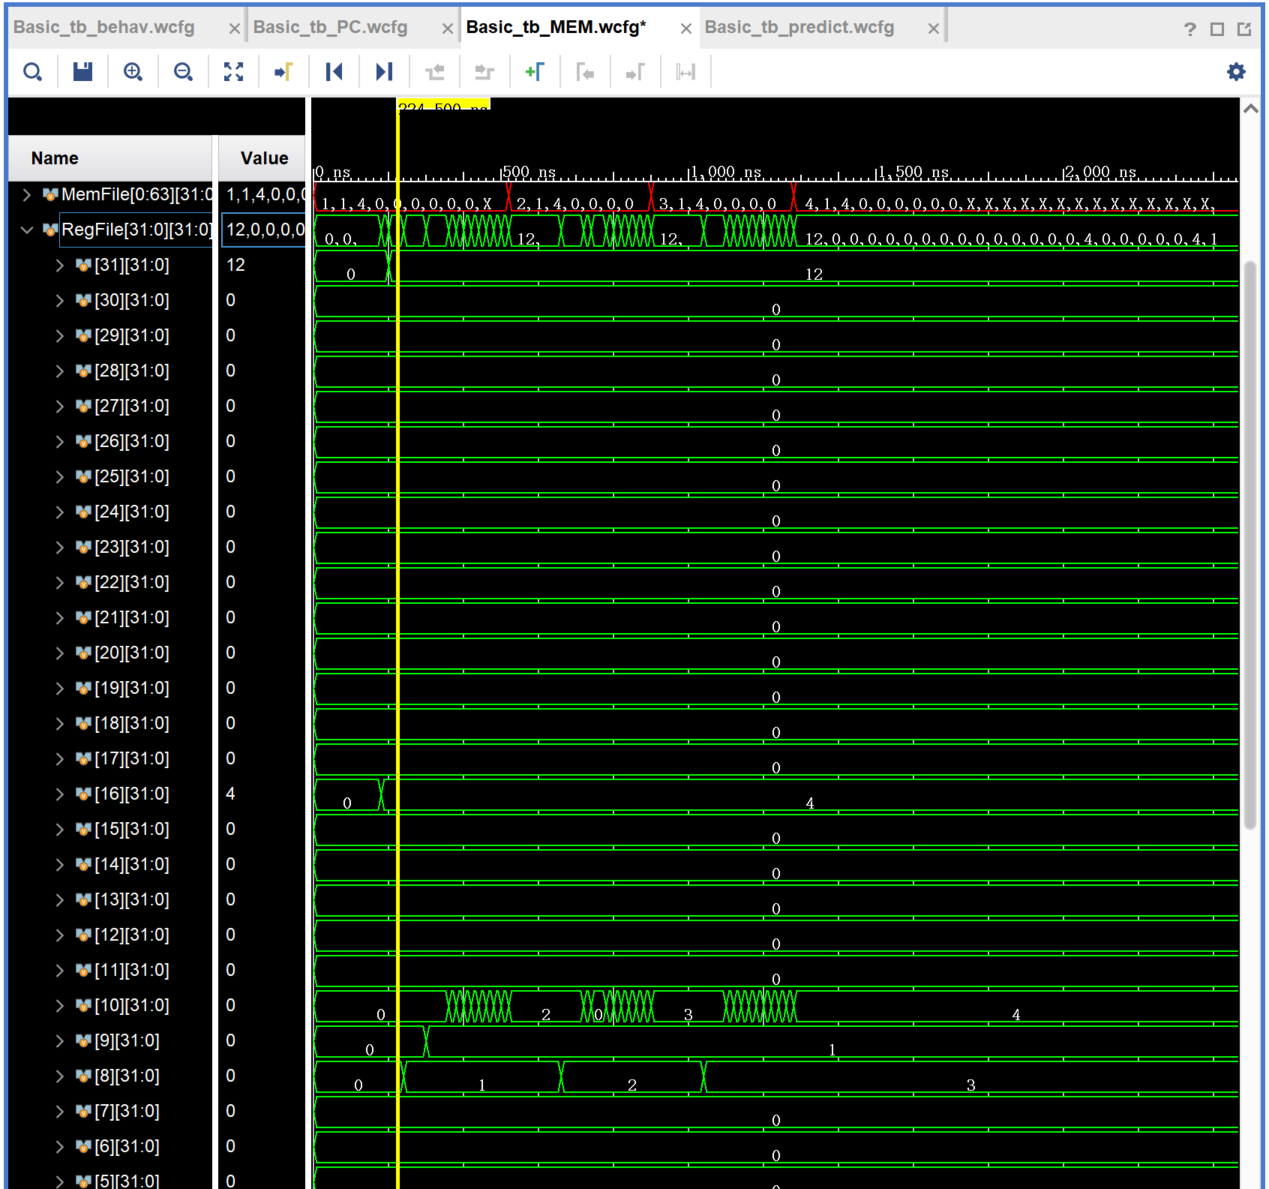 Basic_tb_behav.wcfg Basic_tb_PC.wcfg Basic_tb_MEM.wcfg* Basic_tb_predict.wcfg
224.500 ns
Name Value
0 ns 500 ns 1,000 ns 1,500 ns 2,000 ns
MemFile[0:63][31:0 1,1,4,0,0,0 1,1,4,0,0,0,0,0,0,X 2,1,4,0,0,0,0 3,1,4,0,0,0,0 4,1,4,0,0,0,0,0,0,X,X,X,X,X,X,X,X,X,X,X,X,X,
RegFile[31:0][31:0] 12,0,0,0,0 0,0, 12, 12, 12,0,0,0,0,0,0,0,0,0,0,0,0,0,0,4,0,0,0,0,0,4,1
[31][31:0] 12 0 12
[30][31:0] 0 0
[29][31:0] 0 0
[28][31:0] 0 0
[27][31:0] 0 0
[26][31:0] 0 0
[25][31:0] 0 0
[24][31:0] 0 0
[23][31:0] 0 0
[22][31:0] 0 0
[21][31:0] 0 0
[20][31:0] 0 0
[19][31:0] 0 0
[18][31:0] 0 0
[17][31:0] 0 0
[16][31:0] 4 0 4
[15][31:0] 0 0
[14][31:0] 0 0
[13][31:0] 0 0
[12][31:0] 0 0
[11][31:0] 0 0
[10][31:0] 0 0 2 0 3 4
[9][31:0] 0 0 1
[8][31:0] 0 0 1 2 3
[7][31:0] 0 0
[6][31:0] 0 0
[5][31:0] 0 0